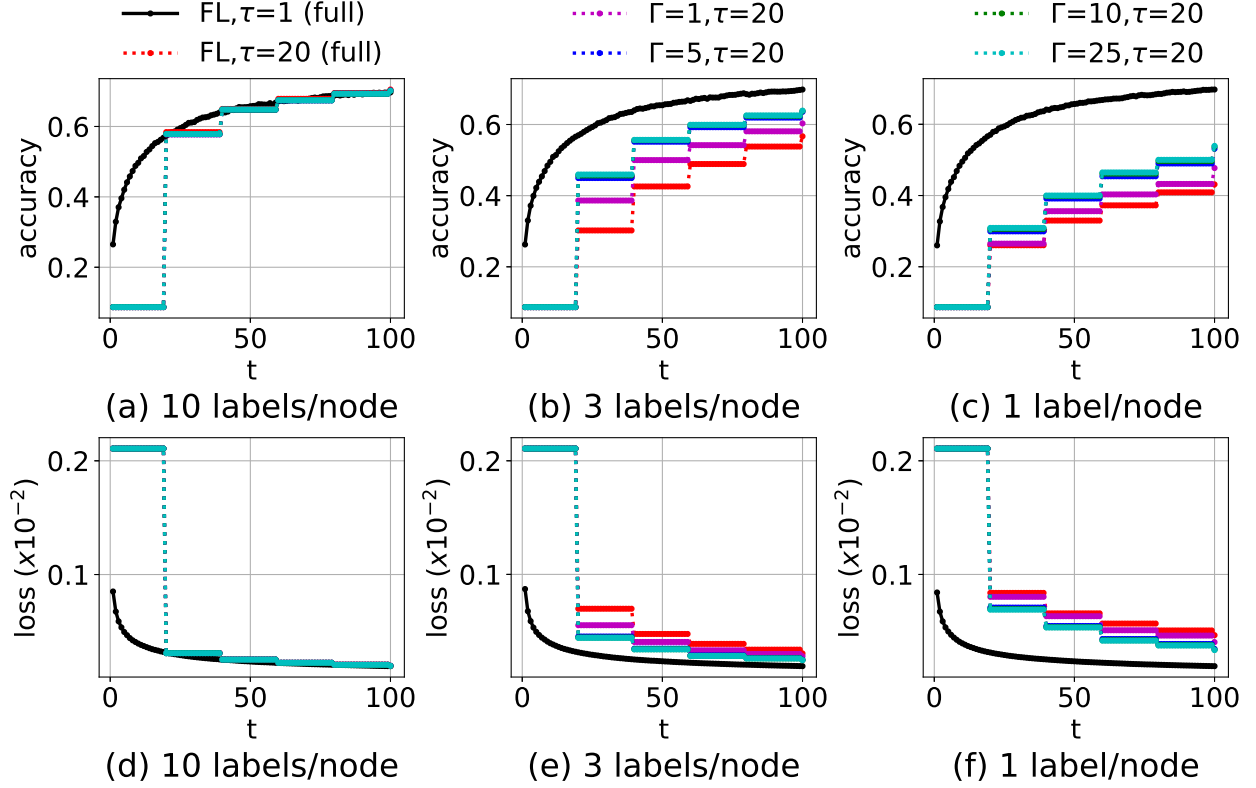 FL,τ=1 (full)
Γ=1,τ=20
Γ=10,τ=20
FL,τ=20 (full)
Γ=5,τ=20
Γ=25,τ=20
accuracy
0.6
0.4
0.2
0
50
100
t
(a) 10 labels/node
accuracy
0.6
0.4
0.2
0
50
100
t
(b) 3 labels/node
accuracy
0.6
0.4
0.2
0
50
100
t
(c) 1 label/node
loss (x10⁻²)
0.2
0.1
0
50
100
t
(d) 10 labels/node
loss (x10⁻²)
0.2
0.1
0
50
100
t
(e) 3 labels/node
loss (x10⁻²)
0.2
0.1
0
50
100
t
(f) 1 label/node